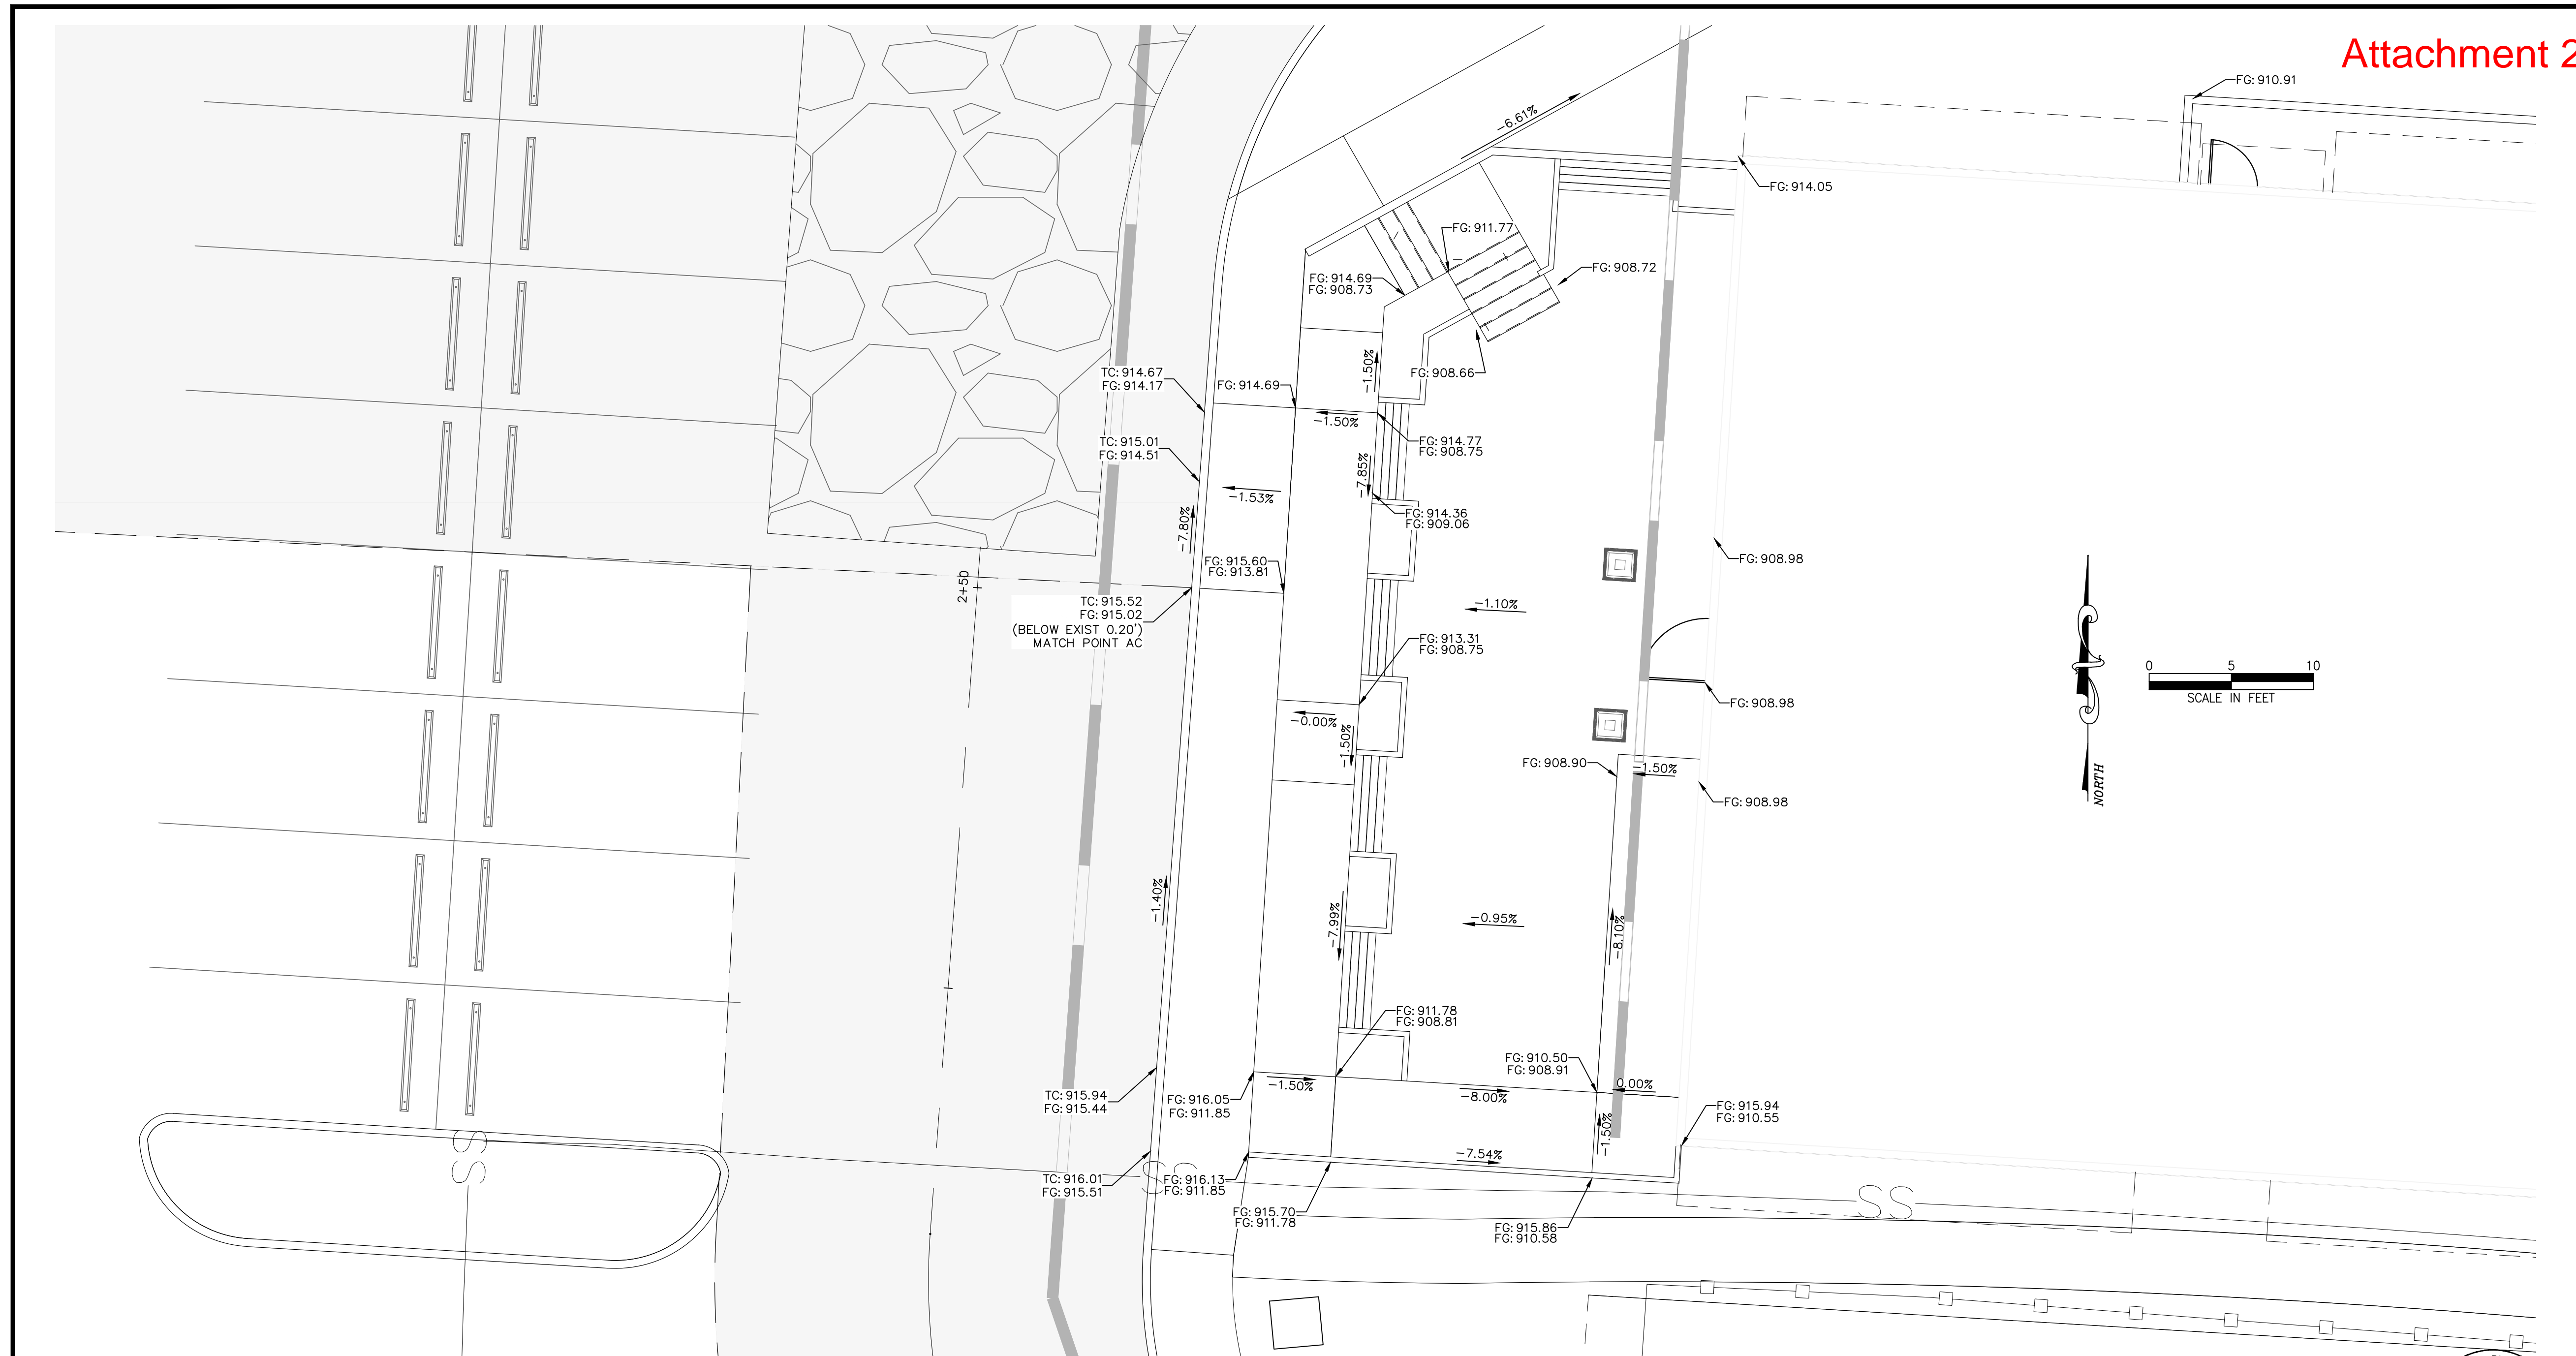 Attachment 2
FG: 910.91
-6.61%
FG: 914.05
FG: 911.77
FG: 908.72
FG: 914.69
FG: 908.73
-1.50%
FG: 908.66
TC: 914.67
FG: 914.17
FG: 914.69
-1.50%
FG: 914.77
FG: 908.75
TC: 915.01
FG: 914.51
-7.85%
-1.53%
FG: 914.36
FG: 909.06
-7.80%
FG: 915.60
FG: 913.81
FG: 908.98
2+50
TC: 915.52
FG: 915.02
(BELOW EXIST 0.20')
MATCH POINT AC
-1.10%
FG: 913.31
FG: 908.75
0 5 10
SCALE IN FEET
FG: 908.98
-0.00%
-1.50%
FG: 908.90
-1.50%
FG: 908.98
NORTH
-1.40%
-7.99%
-0.95%
-8.10%
FG: 911.78
FG: 908.81
FG: 910.50
FG: 908.91
0.00%
-1.50%
-8.00%
TC: 915.94
FG: 915.44
FG: 916.05
FG: 911.85
FG: 915.94
FG: 910.55
-1.50%
-7.54%
SS
TC: 916.01
FG: 915.51
SS
FG: 916.13
FG: 911.85
SS
FG: 915.70
FG: 911.78
FG: 915.86
FG: 910.58